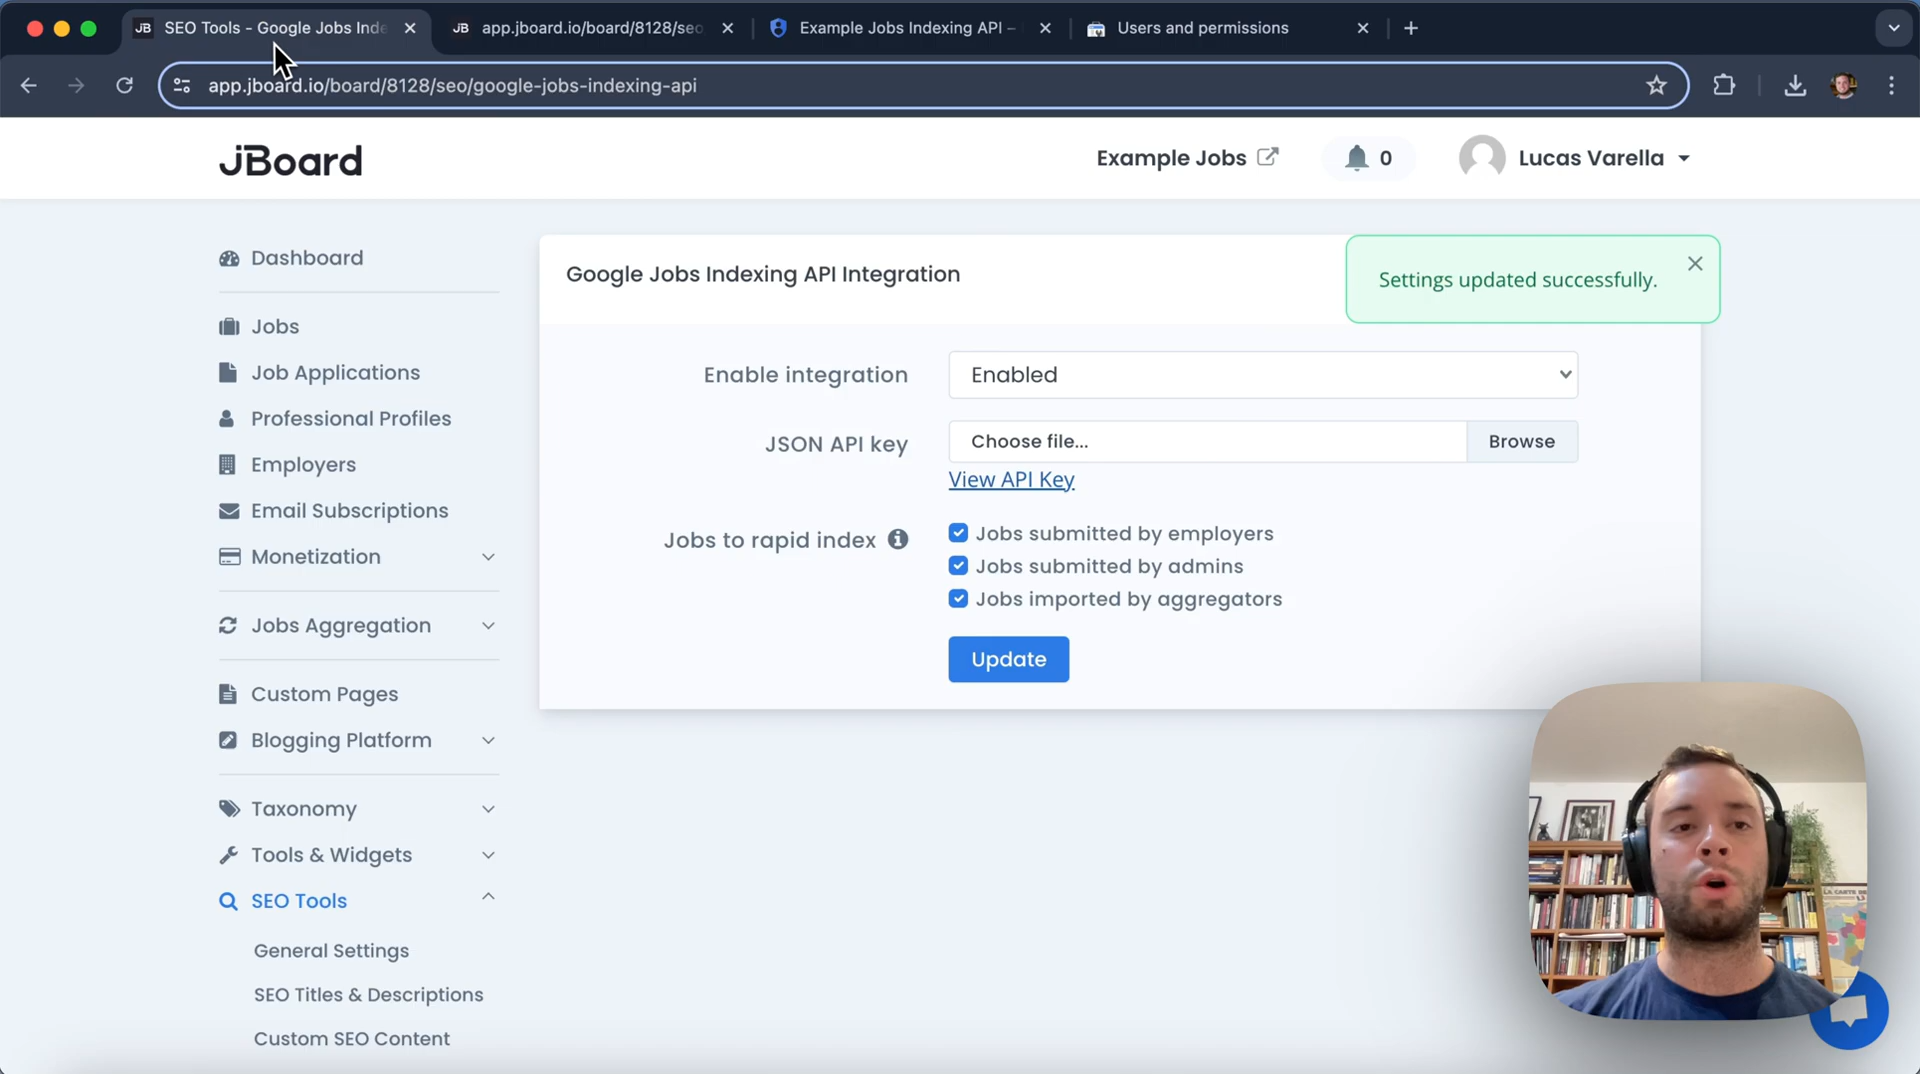 JB SEO Tools - Google Jobs Inde
JB app.jboard.io/board/8128/seo
Example Jobs Indexing API –
Users and permissions
app.jboard.io/board/8128/seo/google-jobs-indexing-api
JBoard
Example Jobs
0
Lucas Varella
Dashboard
Jobs
Job Applications
Professional Profiles
Employers
Email Subscriptions
Monetization
Jobs Aggregation
Custom Pages
Blogging Platform
Taxonomy
Tools & Widgets
SEO Tools
General Settings
SEO Titles & Descriptions
Custom SEO Content
Google Jobs Indexing API Integration
Settings updated successfully.
Enable integration
Enabled
JSON API key
Choose file...
Browse
View API Key
Jobs to rapid index
Jobs submitted by employers
Jobs submitted by admins
Jobs imported by aggregators
Update